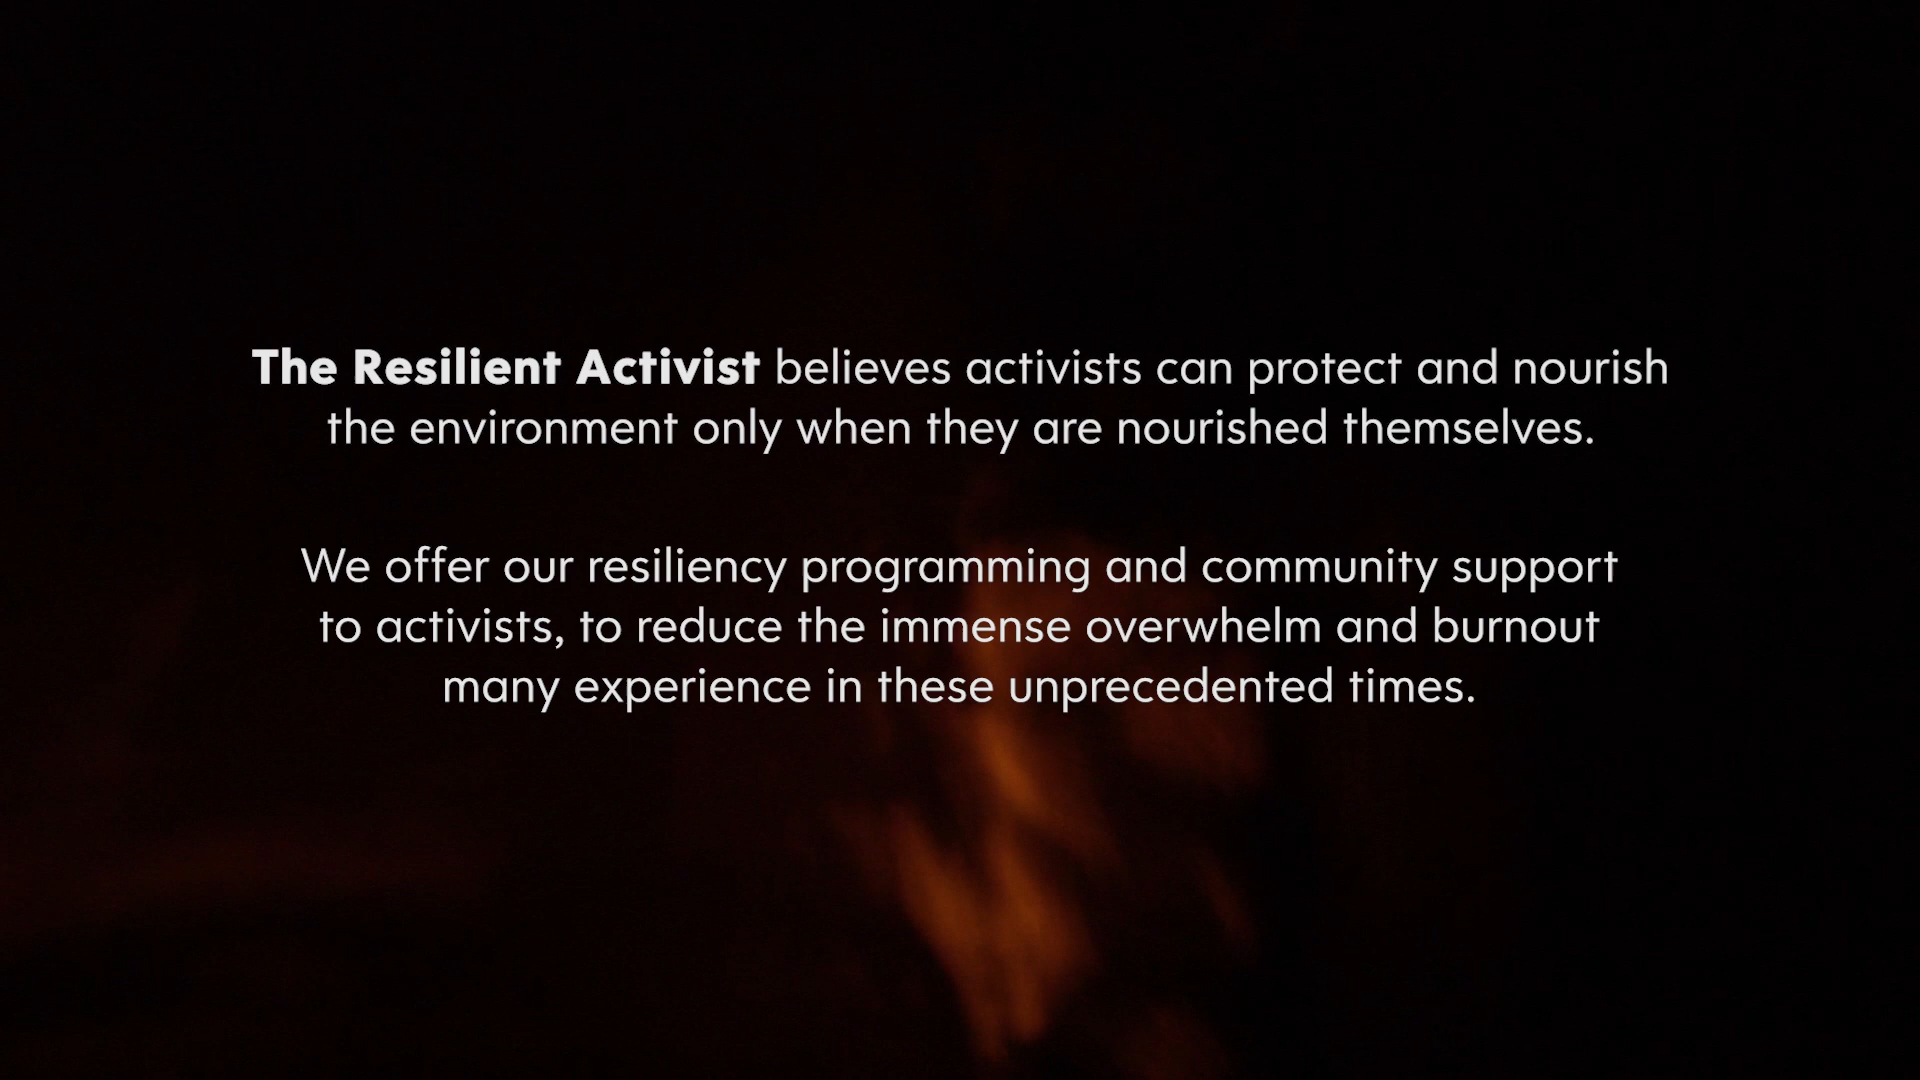 The Resilient Activist believes activists can protect and nourish
the environment only when they are nourished themselves.
We offer our resiliency programming and community support
to activists, to reduce the immense overwhelm and burnout
many experience in these unprecedented times.